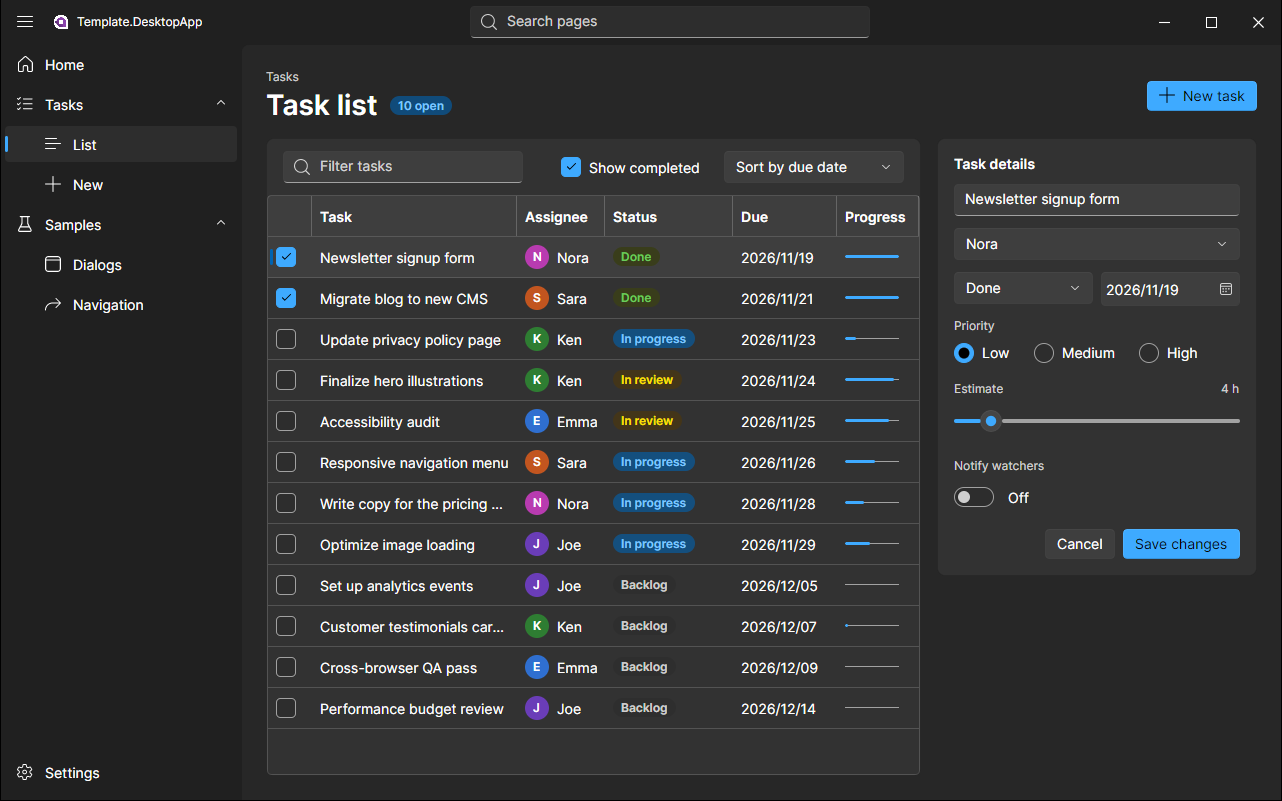 Template.DesktopApp
Search pages
Home
Tasks
List
New
Samples
Dialogs
Navigation
Settings
Tasks
Task list 10 open
New task
Filter tasks Show completed Sort by due date
Task Assignee Status Due Progress
Newsletter signup form N Nora Done 2026/11/19
Migrate blog to new CMS S Sara Done 2026/11/21
Update privacy policy page K Ken In progress 2026/11/23
Finalize hero illustrations K Ken In review 2026/11/24
Accessibility audit E Emma In review 2026/11/25
Responsive navigation menu S Sara In progress 2026/11/26
Write copy for the pricing ... N Nora In progress 2026/11/28
Optimize image loading J Joe In progress 2026/11/29
Set up analytics events J Joe Backlog 2026/12/05
Customer testimonials car... K Ken Backlog 2026/12/07
Cross-browser QA pass E Emma Backlog 2026/12/09
Performance budget review J Joe Backlog 2026/12/14
Task details
Newsletter signup form
Nora
Done 2026/11/19
Priority
Low Medium High
Estimate 4 h
Notify watchers
Off
Cancel Save changes